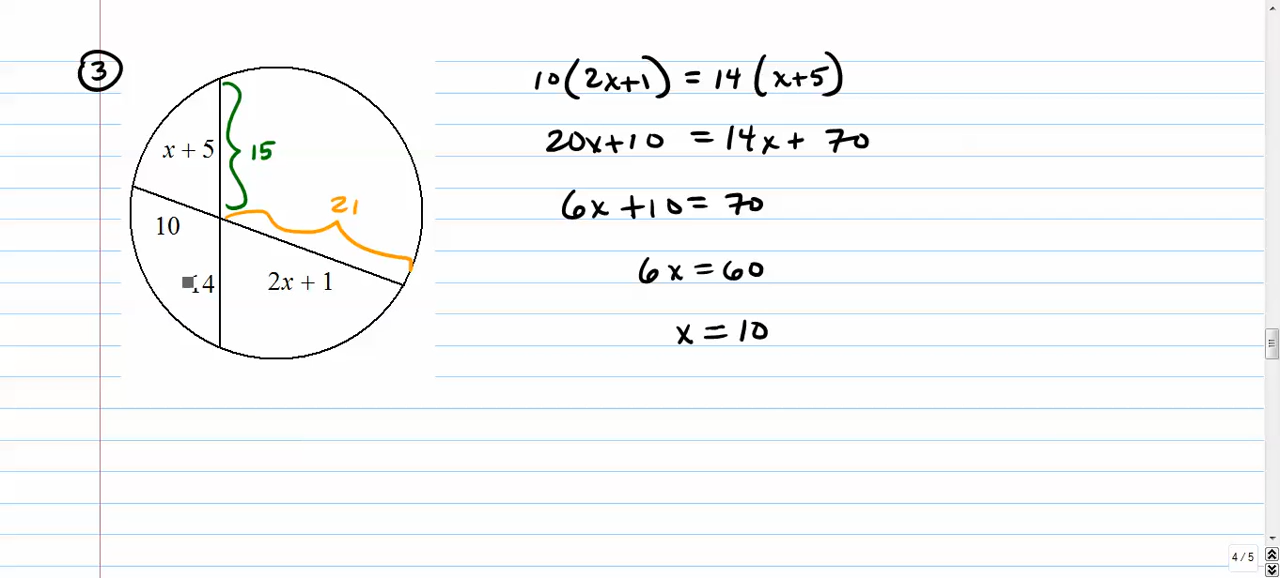 3
10(2x+1) = 14(x+5)
x + 5
15
20x+10 = 14x + 70
21
10
6x + 10 = 70
14
2x + 1
6x = 60
x = 10
4 / 5